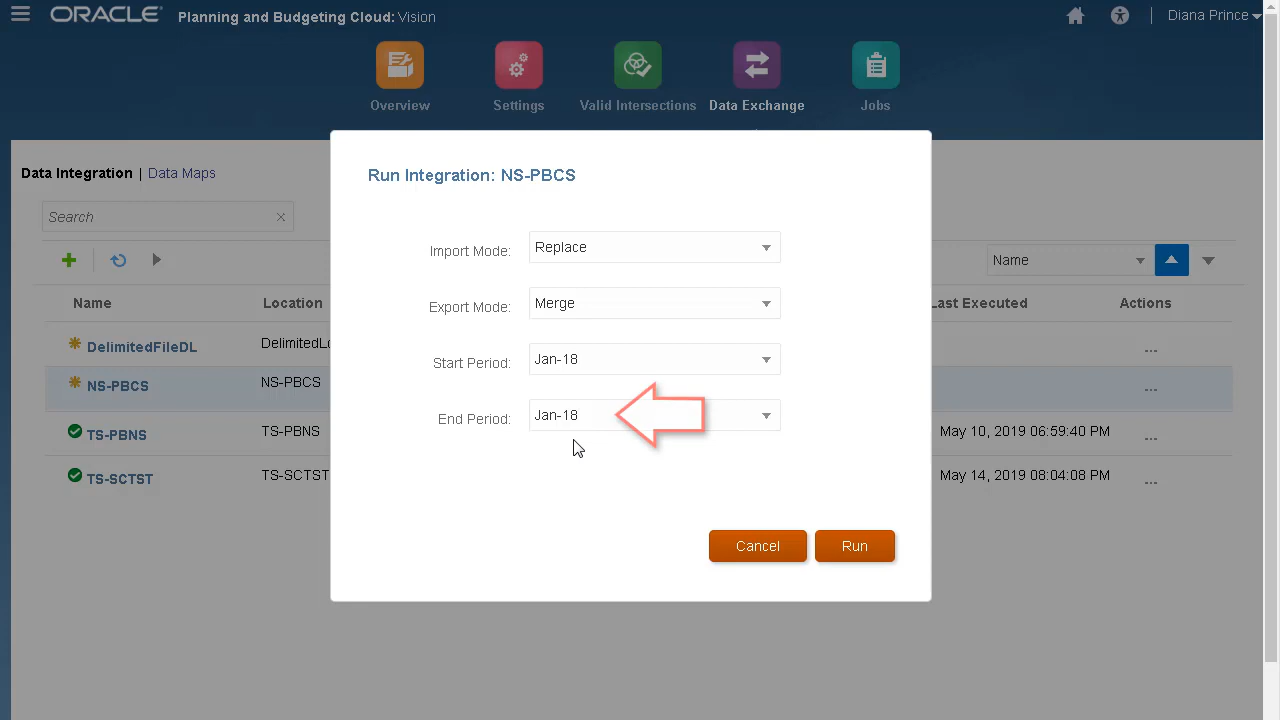 ORACLE Planning and Budgeting Cloud: Vision
Diana Prince
Overview
Settings
Valid Intersections
Data Exchange
Jobs
Data Integration | Data Maps
Search
Name
Name
Location
Last Executed
Actions
DelimitedFileDL
DelimitedLo
...
NS-PBCS
NS-PBCS
...
TS-PBNS
TS-PBNS
May 10, 2019 06:59:40 PM
...
TS-SCTST
TS-SCTST
May 14, 2019 08:04:08 PM
...
Run Integration: NS-PBCS
Import Mode: Replace
Export Mode: Merge
Start Period: Jan-18
End Period: Jan-18
Cancel
Run